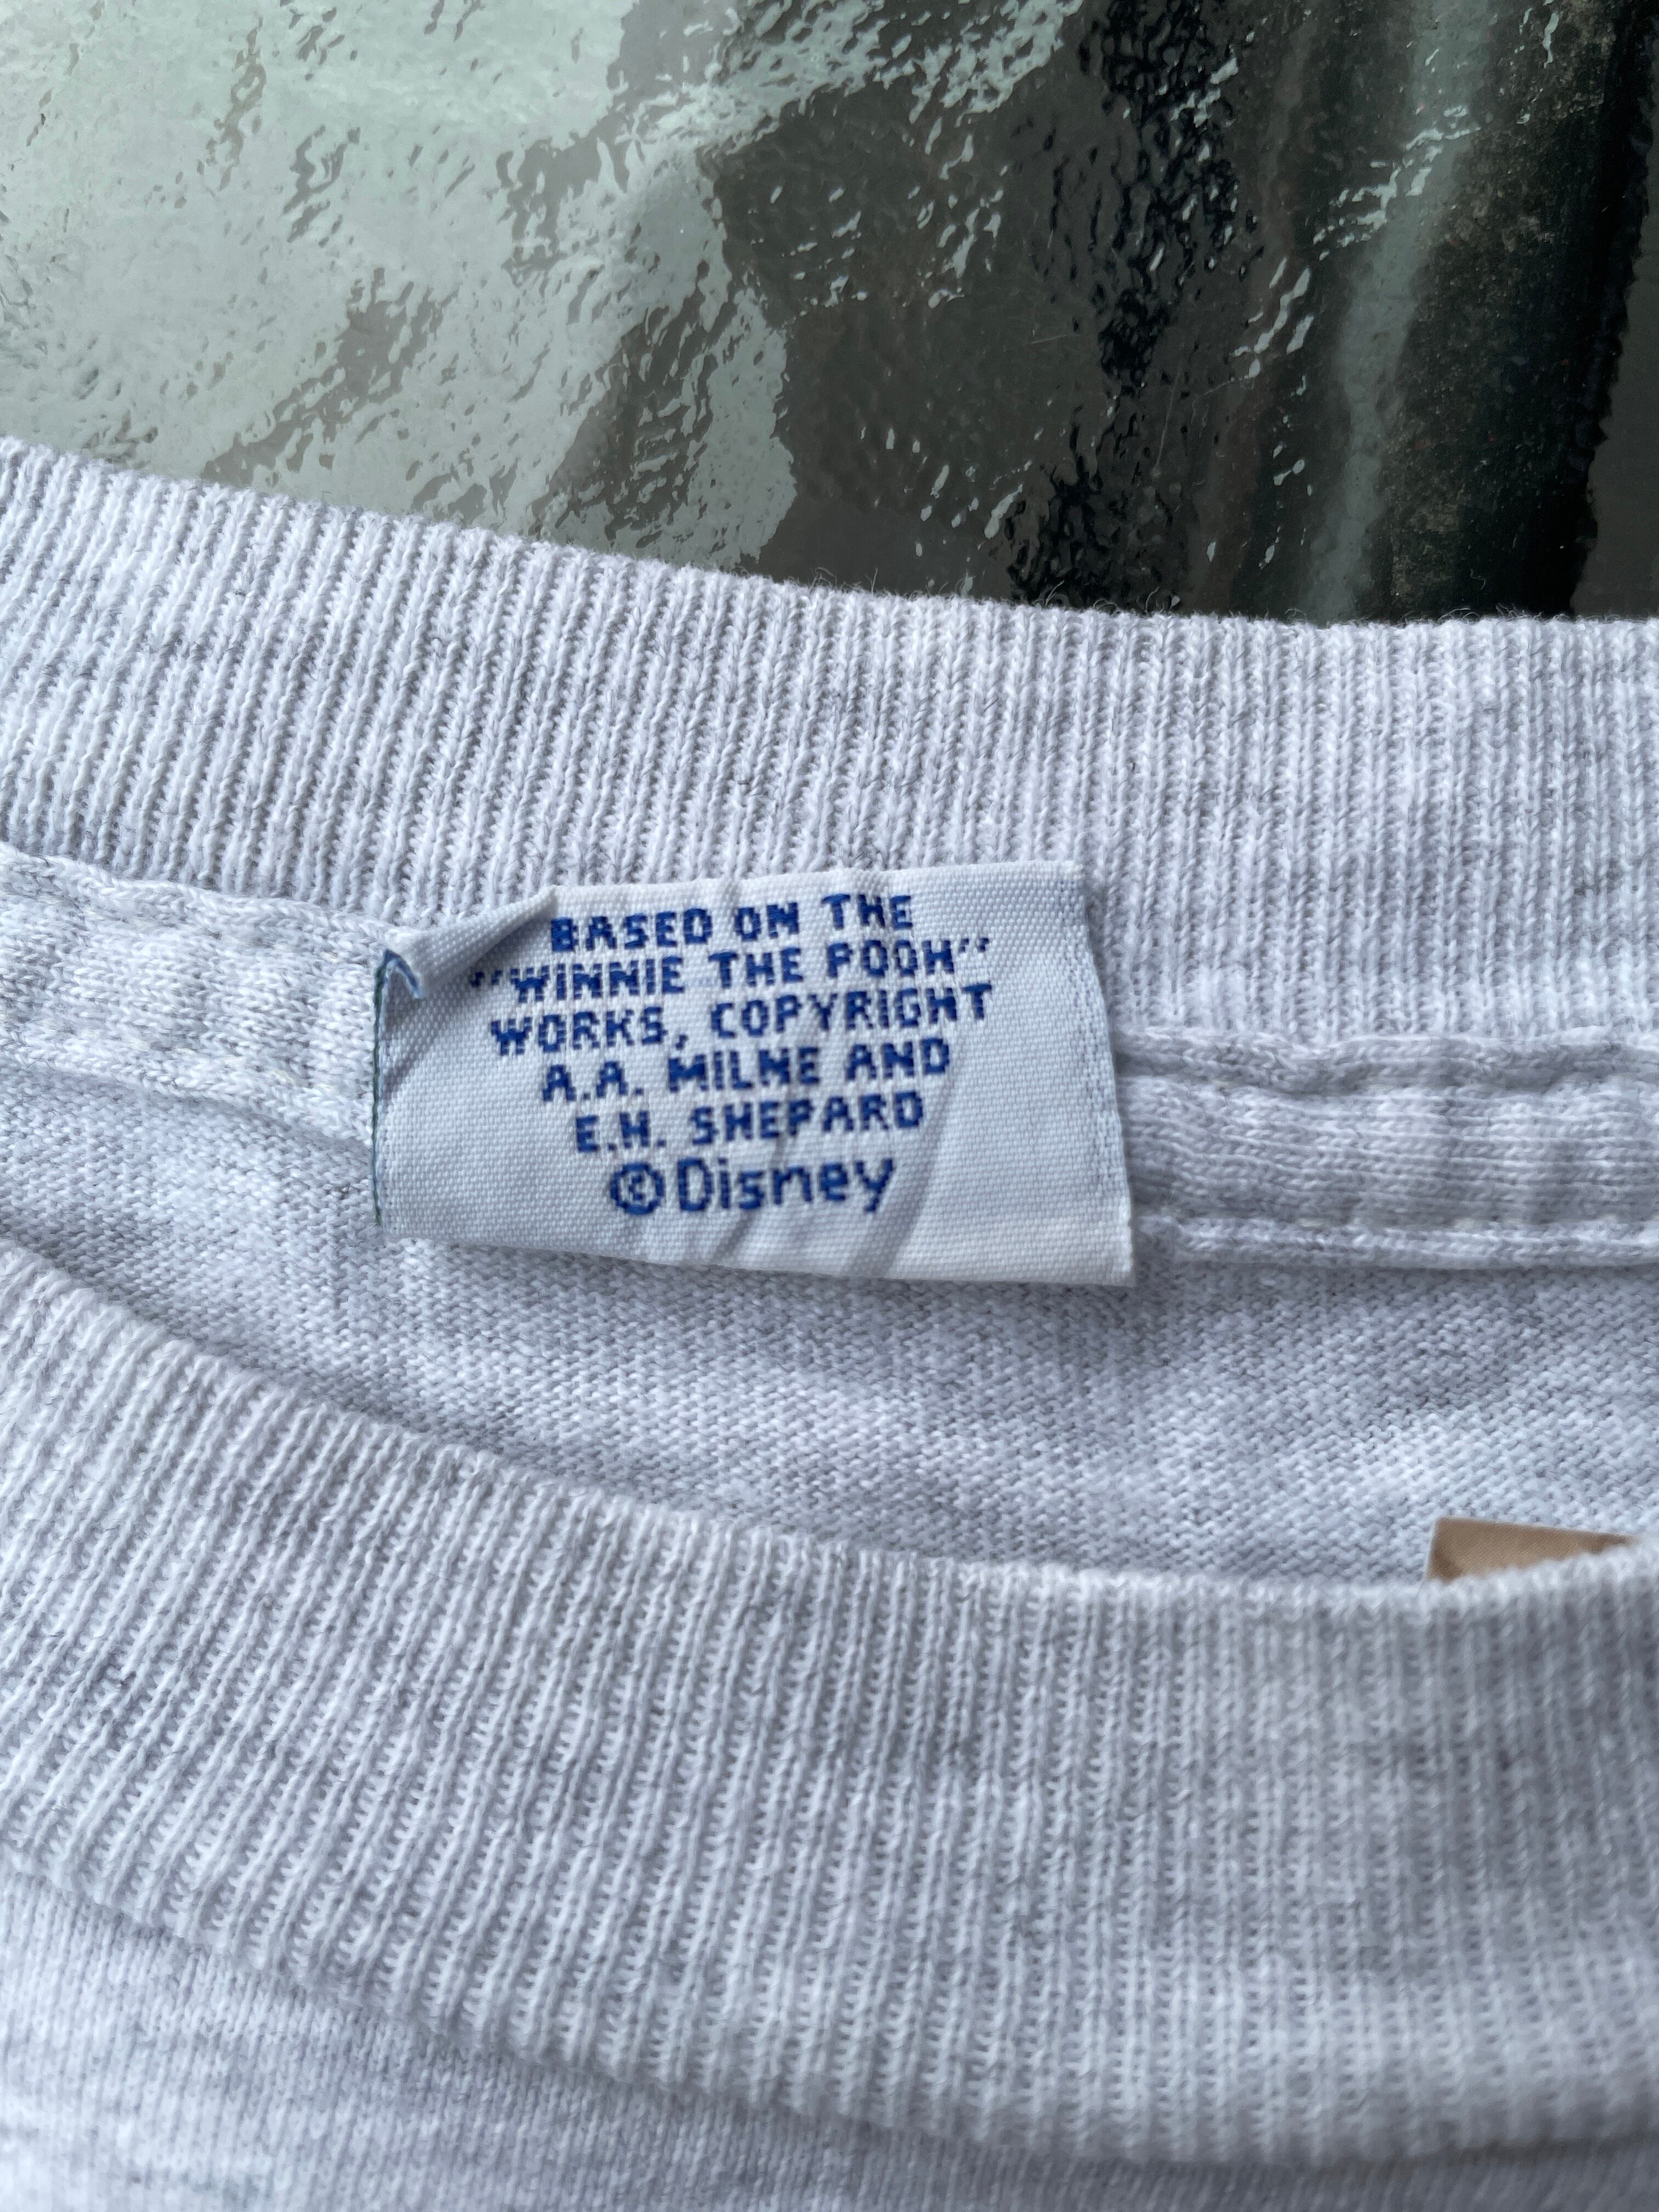 BASED ON THE
"WINNIE THE POOH"
WORKS, COPYRIGHT
A.A. MILNE AND
E.H. SHEPARD
©Disney